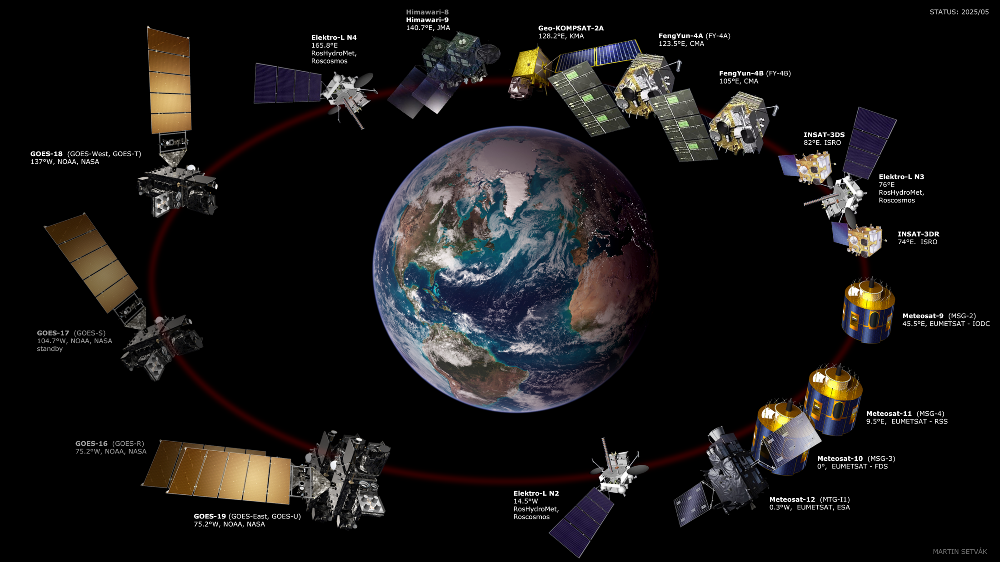 STATUS: 2025/05
Himawari-8
Himawari-9
140.7°E, JMA
Geo-KOMPSAT-2A
128.2°E, KMA
FengYun-4A (FY-4A)
123.5°E, CMA
Elektro-L N4
165.8°E
RosHydroMet,
Roscosmos
FengYun-4B (FY-4B)
105°E, CMA
INSAT-3DS
82°E. ISRO
GOES-18 (GOES-West, GOES-T)
137°W, NOAA, NASA
Elektro-L N3
76°E
RosHydroMet,
Roscosmos
INSAT-3DR
74°E. ISRO
Meteosat-9 (MSG-2)
45.5°E, EUMETSAT - IODC
GOES-17 (GOES-S)
104.7°W, NOAA, NASA
standby
Meteosat-11 (MSG-4)
9.5°E, EUMETSAT - RSS
GOES-16 (GOES-R)
75.2°W, NOAA, NASA
Meteosat-10 (MSG-3)
0°, EUMETSAT - FDS
Elektro-L N2
14.5°W
RosHydroMet,
Roscosmos
Meteosat-12 (MTG-I1)
0.3°W, EUMETSAT, ESA
GOES-19 (GOES-East, GOES-U)
75.2°W, NOAA, NASA
MARTIN SETVÁK